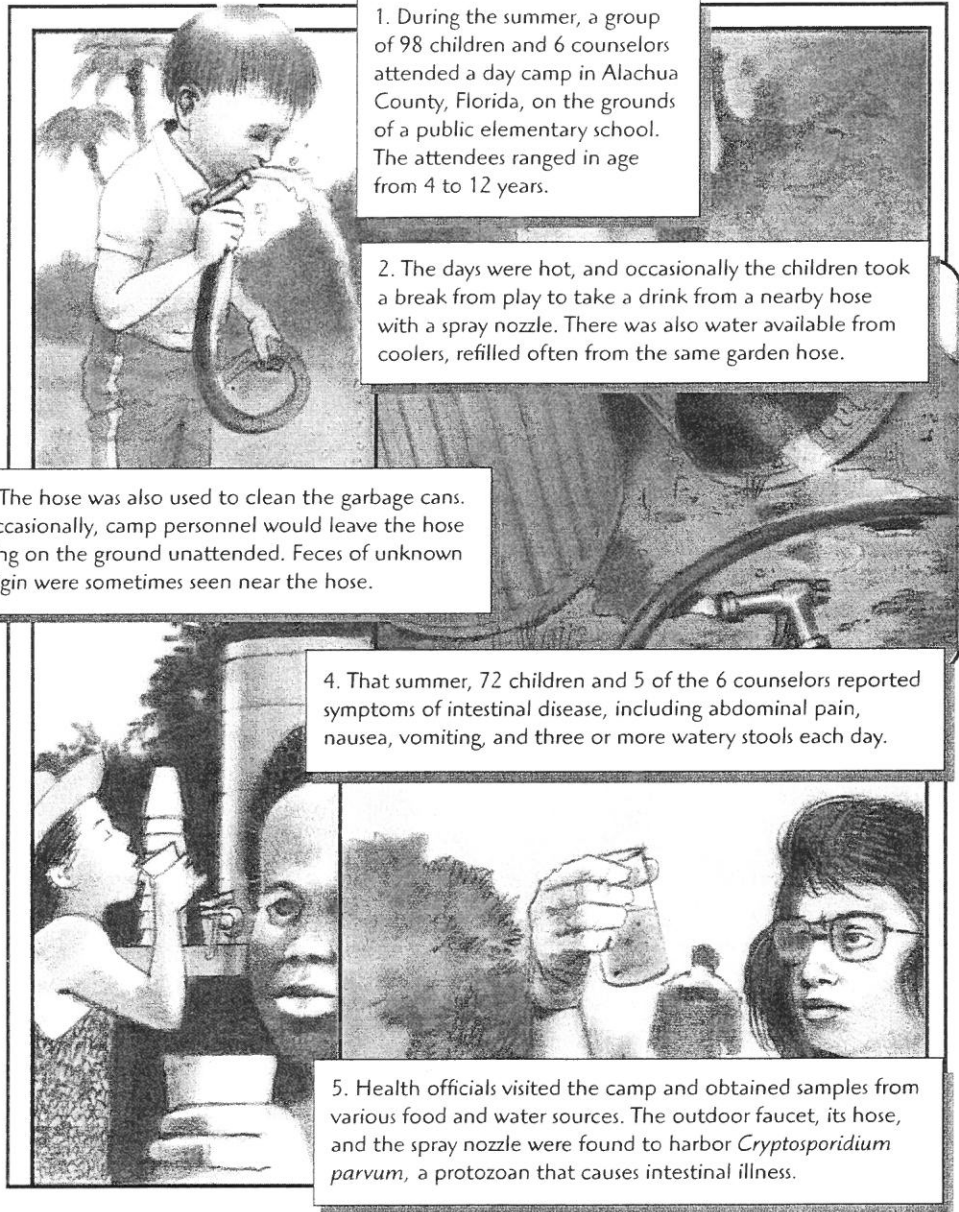 1. During the summer, a group
of 98 children and 6 counselors
attended a day camp in Alachua
County, Florida, on the grounds
of a public elementary school.
The attendees ranged in age
from 4 to 12 years.
2. The days were hot, and occasionally the children took
a break from play to take a drink from a nearby hose
with a spray nozzle. There was also water available from
coolers, refilled often from the same garden hose.
The hose was also used to clean the garbage cans.
ccasionally, camp personnel would leave the hose
ng on the ground unattended. Feces of unknown
gin were sometimes seen near the hose.
4. That summer, 72 children and 5 of the 6 counselors reported
symptoms of intestinal disease, including abdominal pain,
nausea, vomiting, and three or more watery stools each day.
5. Health officials visited the camp and obtained samples from
various food and water sources. The outdoor faucet, its hose,
and the spray nozzle were found to harbor Cryptosporidium
parvum, a protozoan that causes intestinal illness.